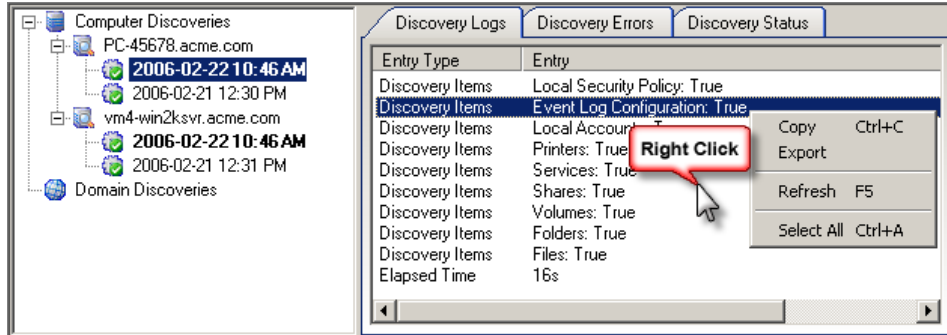 Computer Discoveries
PC-45678.acme.com
2006-02-22 10:46 AM
2006-02-21 12:30 PM
vm4-win2ksvr.acme.com
2006-02-22 10:46 AM
2006-02-21 12:31 PM
Domain Discoveries
Discovery Logs Discovery Errors Discovery Status
Entry Type Entry
Discovery Items Local Security Policy: True
Discovery Items Event Log Configuration: True
Discovery Items Local
Discovery Items Printers: True
Discovery Items Services: True
Discovery Items Shares: True
Discovery Items Volumes: True
Discovery Items Folders: True
Discovery Items Files: True
Elapsed Time 16s
Right Click
Copy Ctrl+C
Export
Refresh F5
Select All Ctrl+A